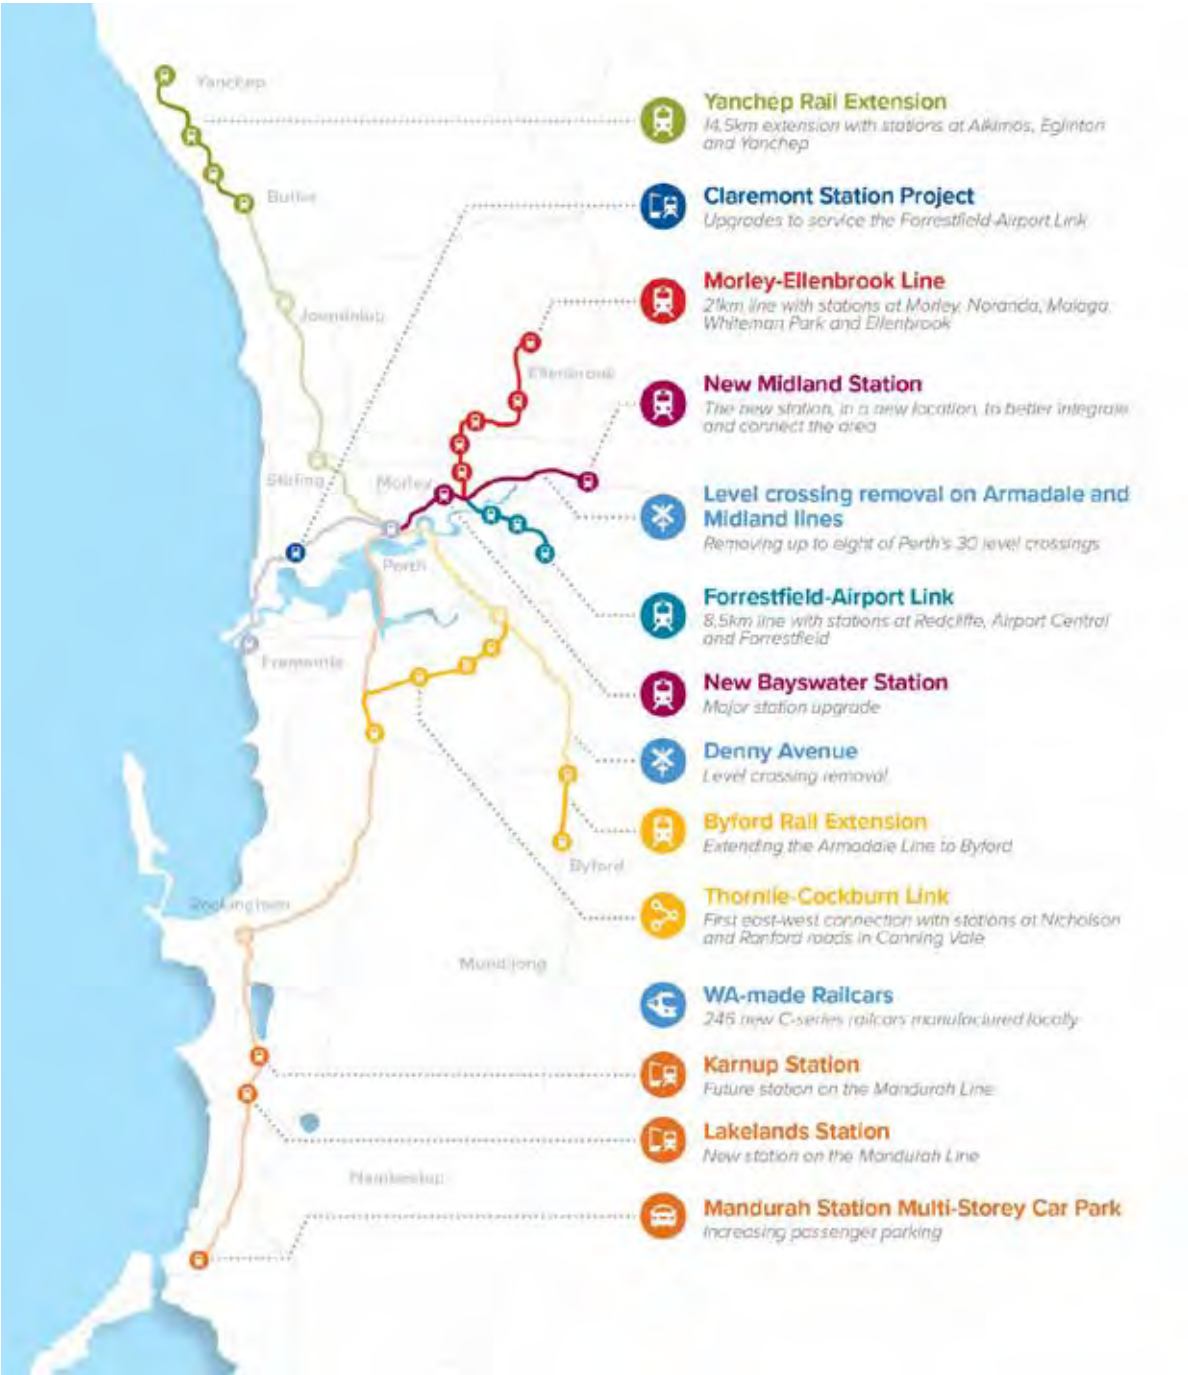 Yanchep
Yanchep Rail Extension
14.5km extension with stations at Alkimos, Eglinton
and Yanchep
Butler
Claremont Station Project
Upgrades to service the Forrestfield-Airport Link
Joondalup
Morley-Ellenbrook Line
21km line with stations at Morley, Noranda, Malaga,
Whiteman Park and Ellenbrook
Ellenbrook
New Midland Station
The new station, in a new location, to better integrate
and connect the area
Stirling
Morley
Level crossing removal on Armadale and
Midland lines
Removing up to eight of Perth's 30 level crossings
Perth
Forrestfield-Airport Link
8.5km line with stations at Redcliffe, Airport Central
and Forrestfield
Fremantle
New Bayswater Station
Major station upgrade
Denny Avenue
Level crossing removal
Byford Rail Extension
Extending the Armadale Line to Byford
Byford
Thornlie-Cockburn Link
First east-west connection with stations at Nicholson
and Ranford roads in Canning Vale
Rockingham
Mundijong
WA-made Railcars
246 new C-series railcars manufactured locally
Karnup Station
Future station on the Mandurah Line
Lakelands Station
New station on the Mandurah Line
Nambeelup
Mandurah Station Multi-Storey Car Park
Increasing passenger parking